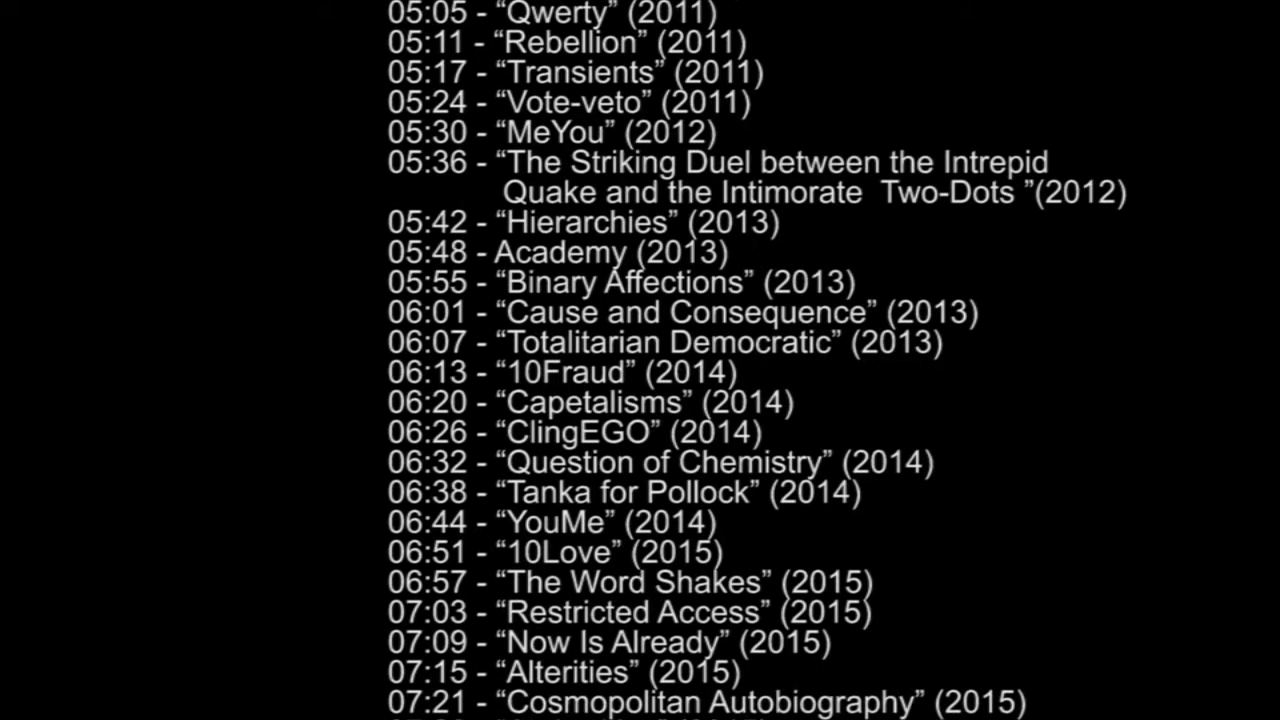 05:05 - “Qwerty” (2011)
05:11 - “Rebellion” (2011)
05:17 - “Transients” (2011)
05:24 - “Vote-veto” (2011)
05:30 - “MeYou” (2012)
05:36 - “The Striking Duel between the Intrepid
Quake and the Intimorate  Two-Dots ”(2012)
05:42 - “Hierarchies” (2013)
05:48 - Academy (2013)
05:55 - “Binary Affections” (2013)
06:01 - “Cause and Consequence” (2013)
06:07 - “Totalitarian Democratic” (2013)
06:13 - “10Fraud” (2014)
06:20 - “Capetalisms” (2014)
06:26 - “ClingEGO” (2014)
06:32 - “Question of Chemistry” (2014)
06:38 - “Tanka for Pollock” (2014)
06:44 - “YouMe” (2014)
06:51 - “10Love” (2015)
06:57 - “The Word Shakes” (2015)
07:03 - “Restricted Access” (2015)
07:09 - “Now Is Already” (2015)
07:15 - “Alterities” (2015)
07:21 - “Cosmopolitan Autobiography” (2015)